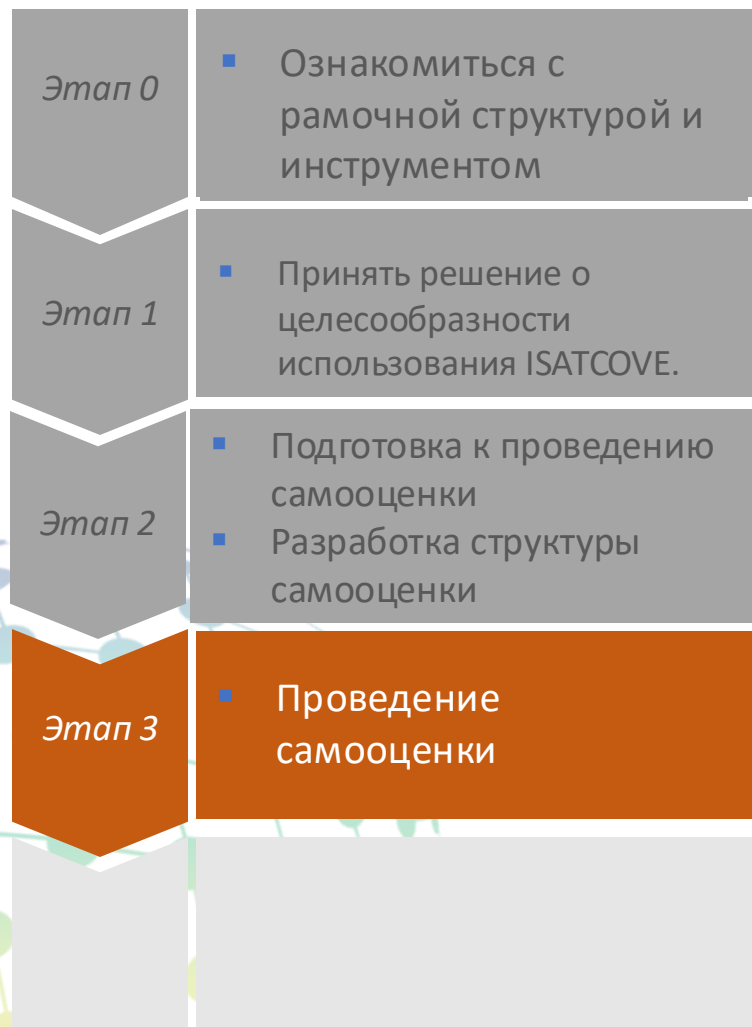 Этап 0
Ознакомиться с
рамочной структурой и
инструментом
Этап 1
Принять решение о
целесообразности
использования ISATCOVE.
Этап 2
Подготовка к проведению
самооценки
Разработка структуры
самооценки
Этап 3
Проведение
самооценки